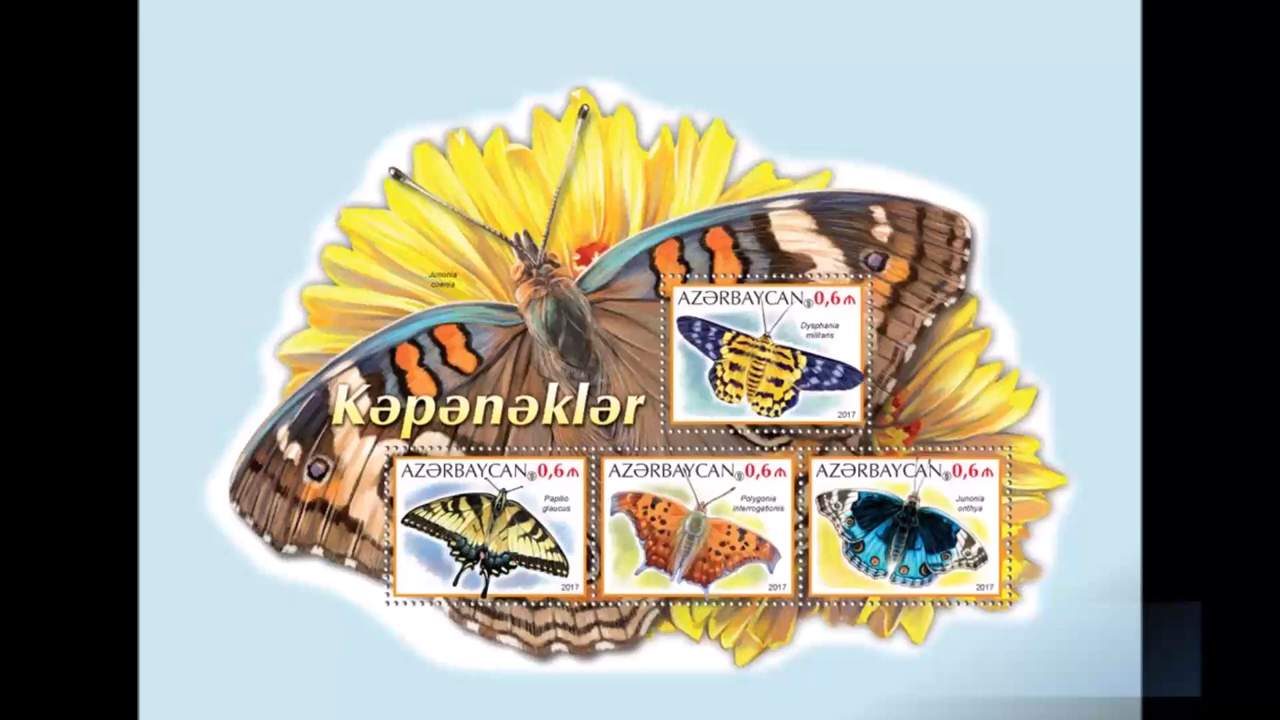 Junonia
coenia
AZƏRBAYCAN 0,6 ₼
Dysphania
militaris
2017
Kəpənəklər
AZƏRBAYCAN 0,6 ₼
Papilio
glaucus
2017
AZƏRBAYCAN 0,6 ₼
Polygonia
interrogationis
2017
AZƏRBAYCAN 0,6 ₼
Junonia
orithya
2017